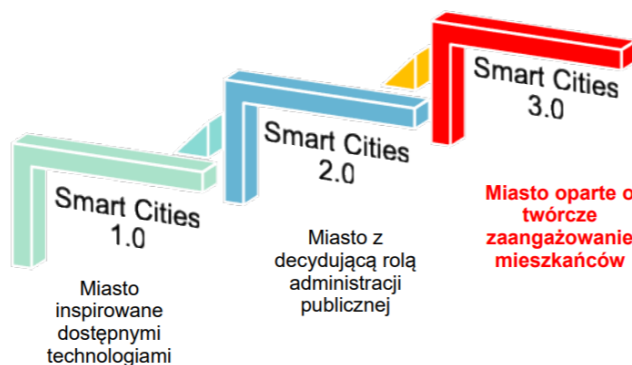 Smart Cities
1.0
Miasto
inspirowane
dostępnymi
technologiami
Smart Cities
2.0
Miasto z
decydującą rolą
administracji
publicznej
Smart Cities
3.0
Miasto oparte o
twórcze
zaangażowanie
mieszkańców